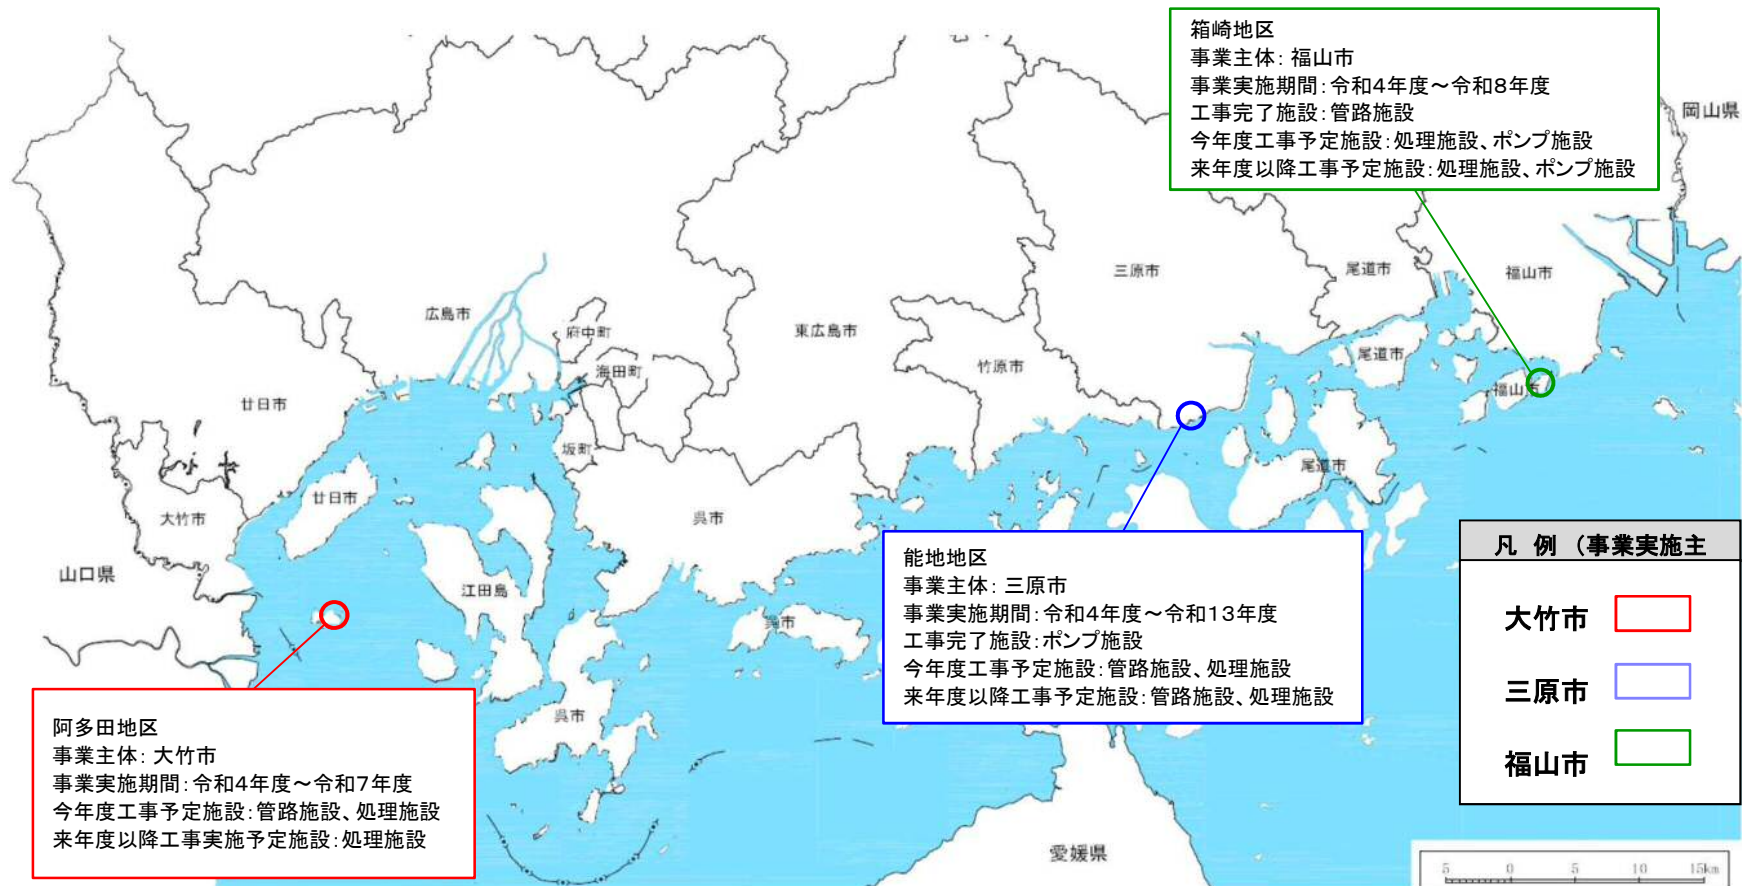 箱崎地区
事業主体：福山市
事業実施期間：令和4年度～令和8年度
工事完了施設：管路施設
今年度工事予定施設：処理施設、ポンプ施設
来年度以降工事予定施設：処理施設、ポンプ施設
岡山県
三原市
尾道市
福山市
広島市
府中町
東広島市
海田町
竹原市
尾道市
福山市
廿日市
坂町
尾道市
廿日市
大竹市
呉市
山口県
江田島
呉市
呉市
能地地区
事業主体：三原市
事業実施期間：令和4年度～令和13年度
工事完了施設：ポンプ施設
今年度工事予定施設：管路施設、処理施設
来年度以降工事予定施設：管路施設、処理施設
阿多田地区
事業主体：大竹市
事業実施期間：令和4年度～令和7年度
今年度工事予定施設：管路施設、処理施設
来年度以降工事実施予定施設：処理施設
凡 例 （事業実施主
大竹市
三原市
福山市
愛媛県
5 0 5 10 15km